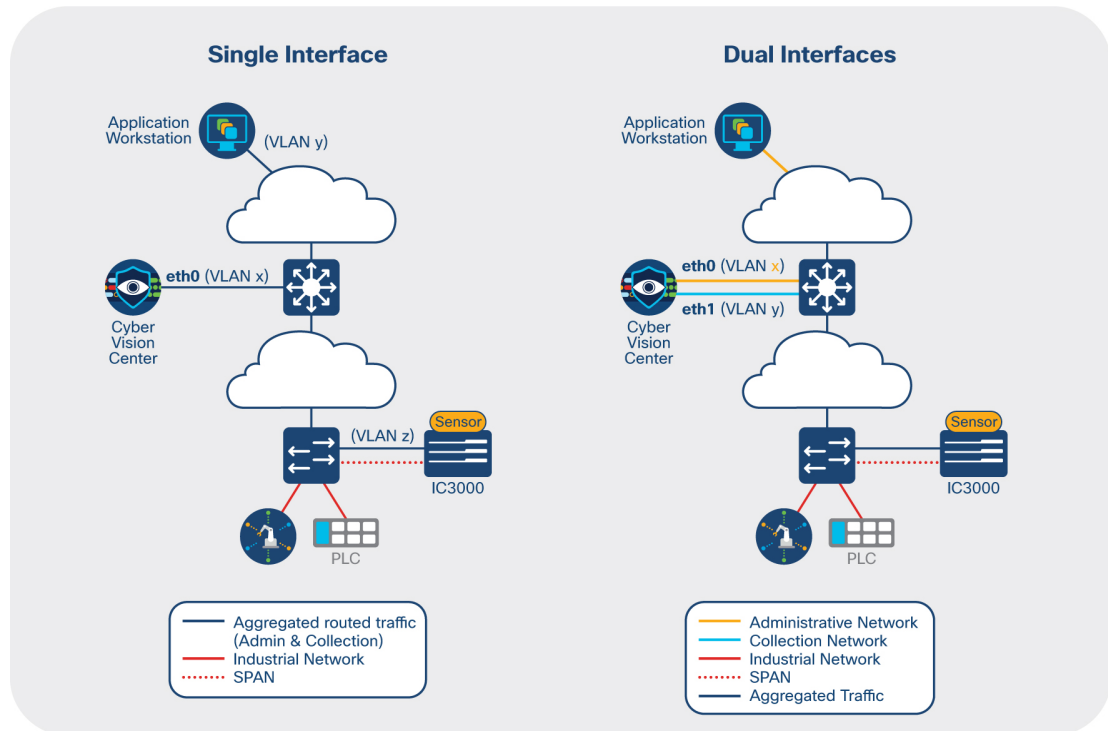 Single Interface
Application
Workstation
(VLAN y)
eth0 (VLAN x)
Cyber
Vision
Center
(VLAN z)
Sensor
IC3000
PLC
Aggregated routed traffic
(Admin & Collection)
Industrial Network
SPAN
Dual Interfaces
Application
Workstation
eth0 (VLAN x)
eth1 (VLAN y)
Cyber
Vision
Center
Sensor
IC3000
PLC
Administrative Network
Collection Network
Industrial Network
SPAN
Aggregated Traffic